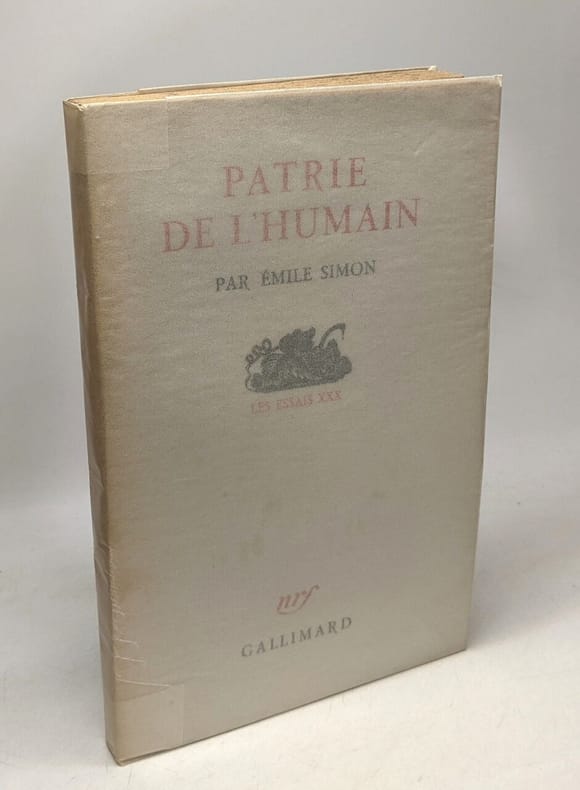 PATRIE
DE L'HUMAIN
PAR ÉMILE SIMON
LES ESSAIS XXX
nrf
GALLIMARD